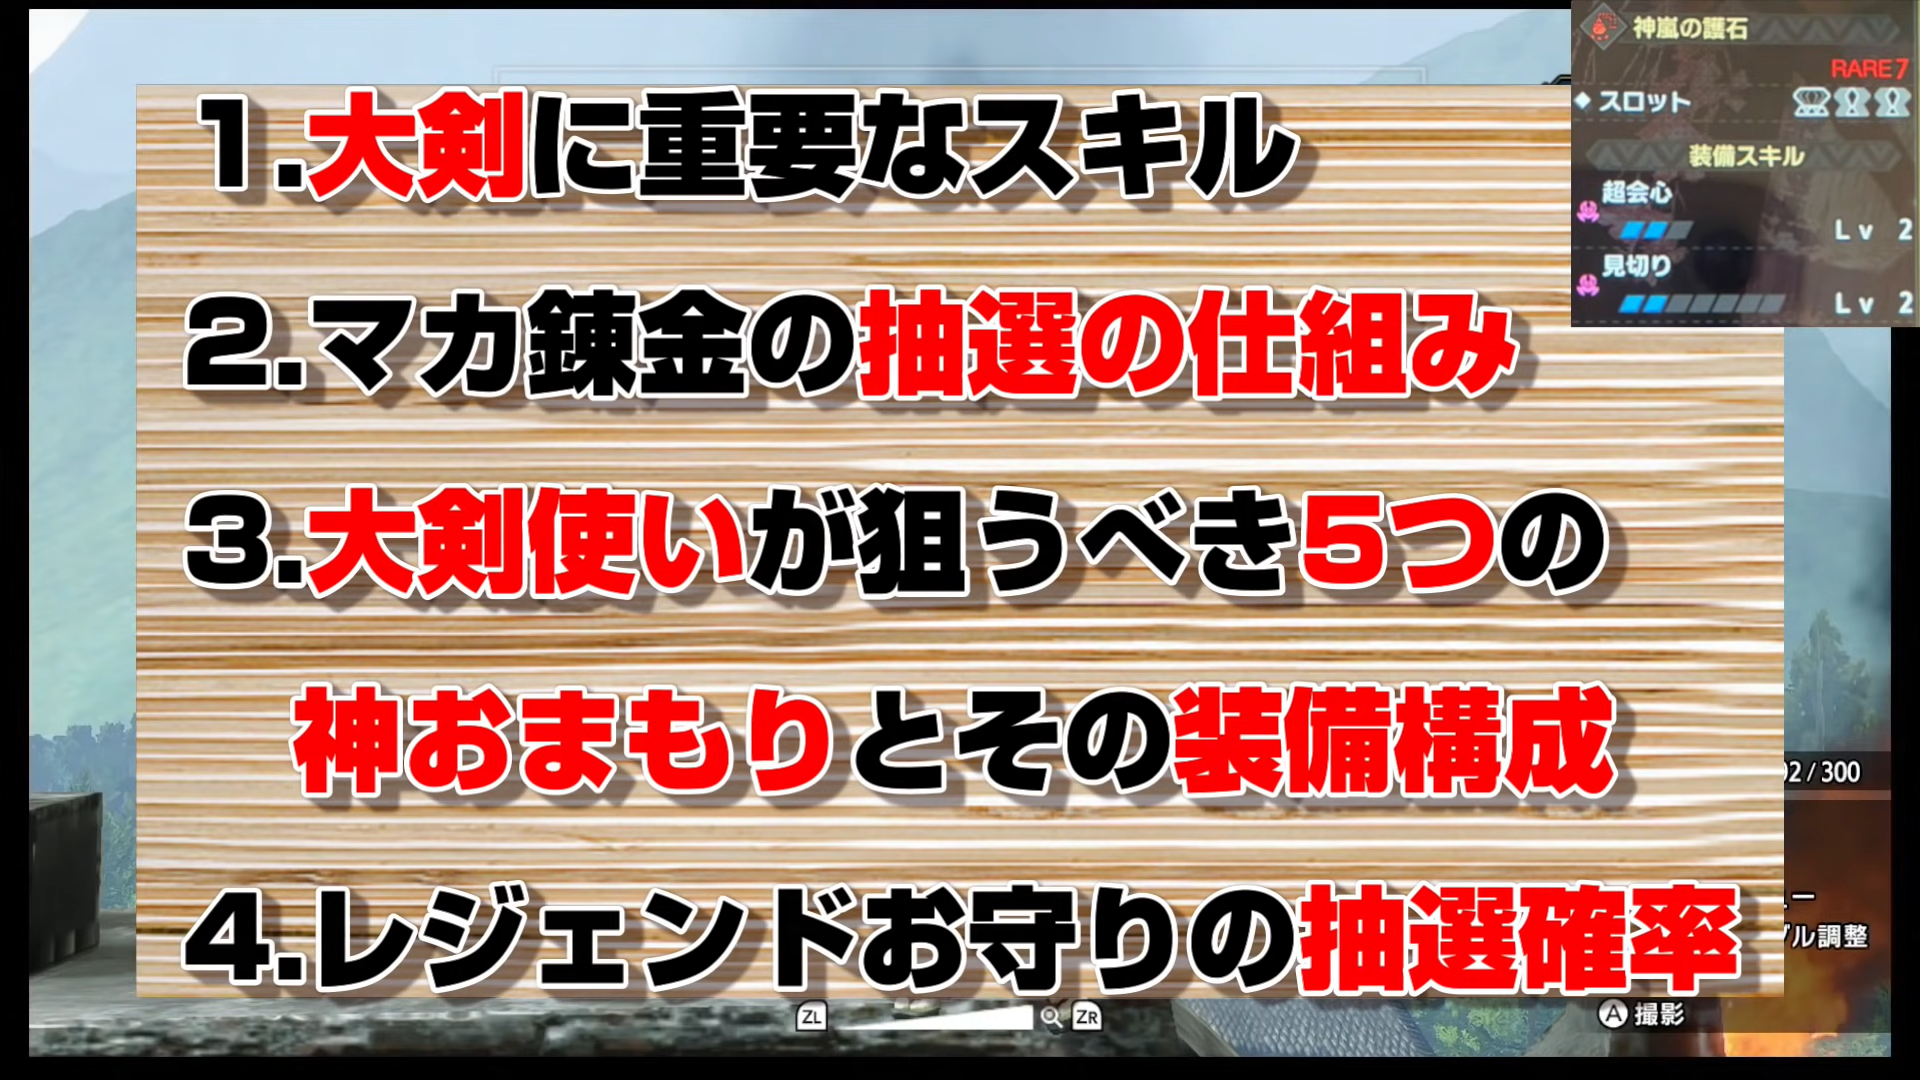 神嵐の護石
RARE7
スロット
装備スキル
超会心
Lv 2
見切り
Lv 2
1.大剣に重要なスキル
2.マカ錬金の抽選の仕組み
3.大剣使いが狙うべき5つの
神おまもりとその装備構成
4.レジェンドお守りの抽選確率
/ 300
調整
ZL
ZR
A 撮影